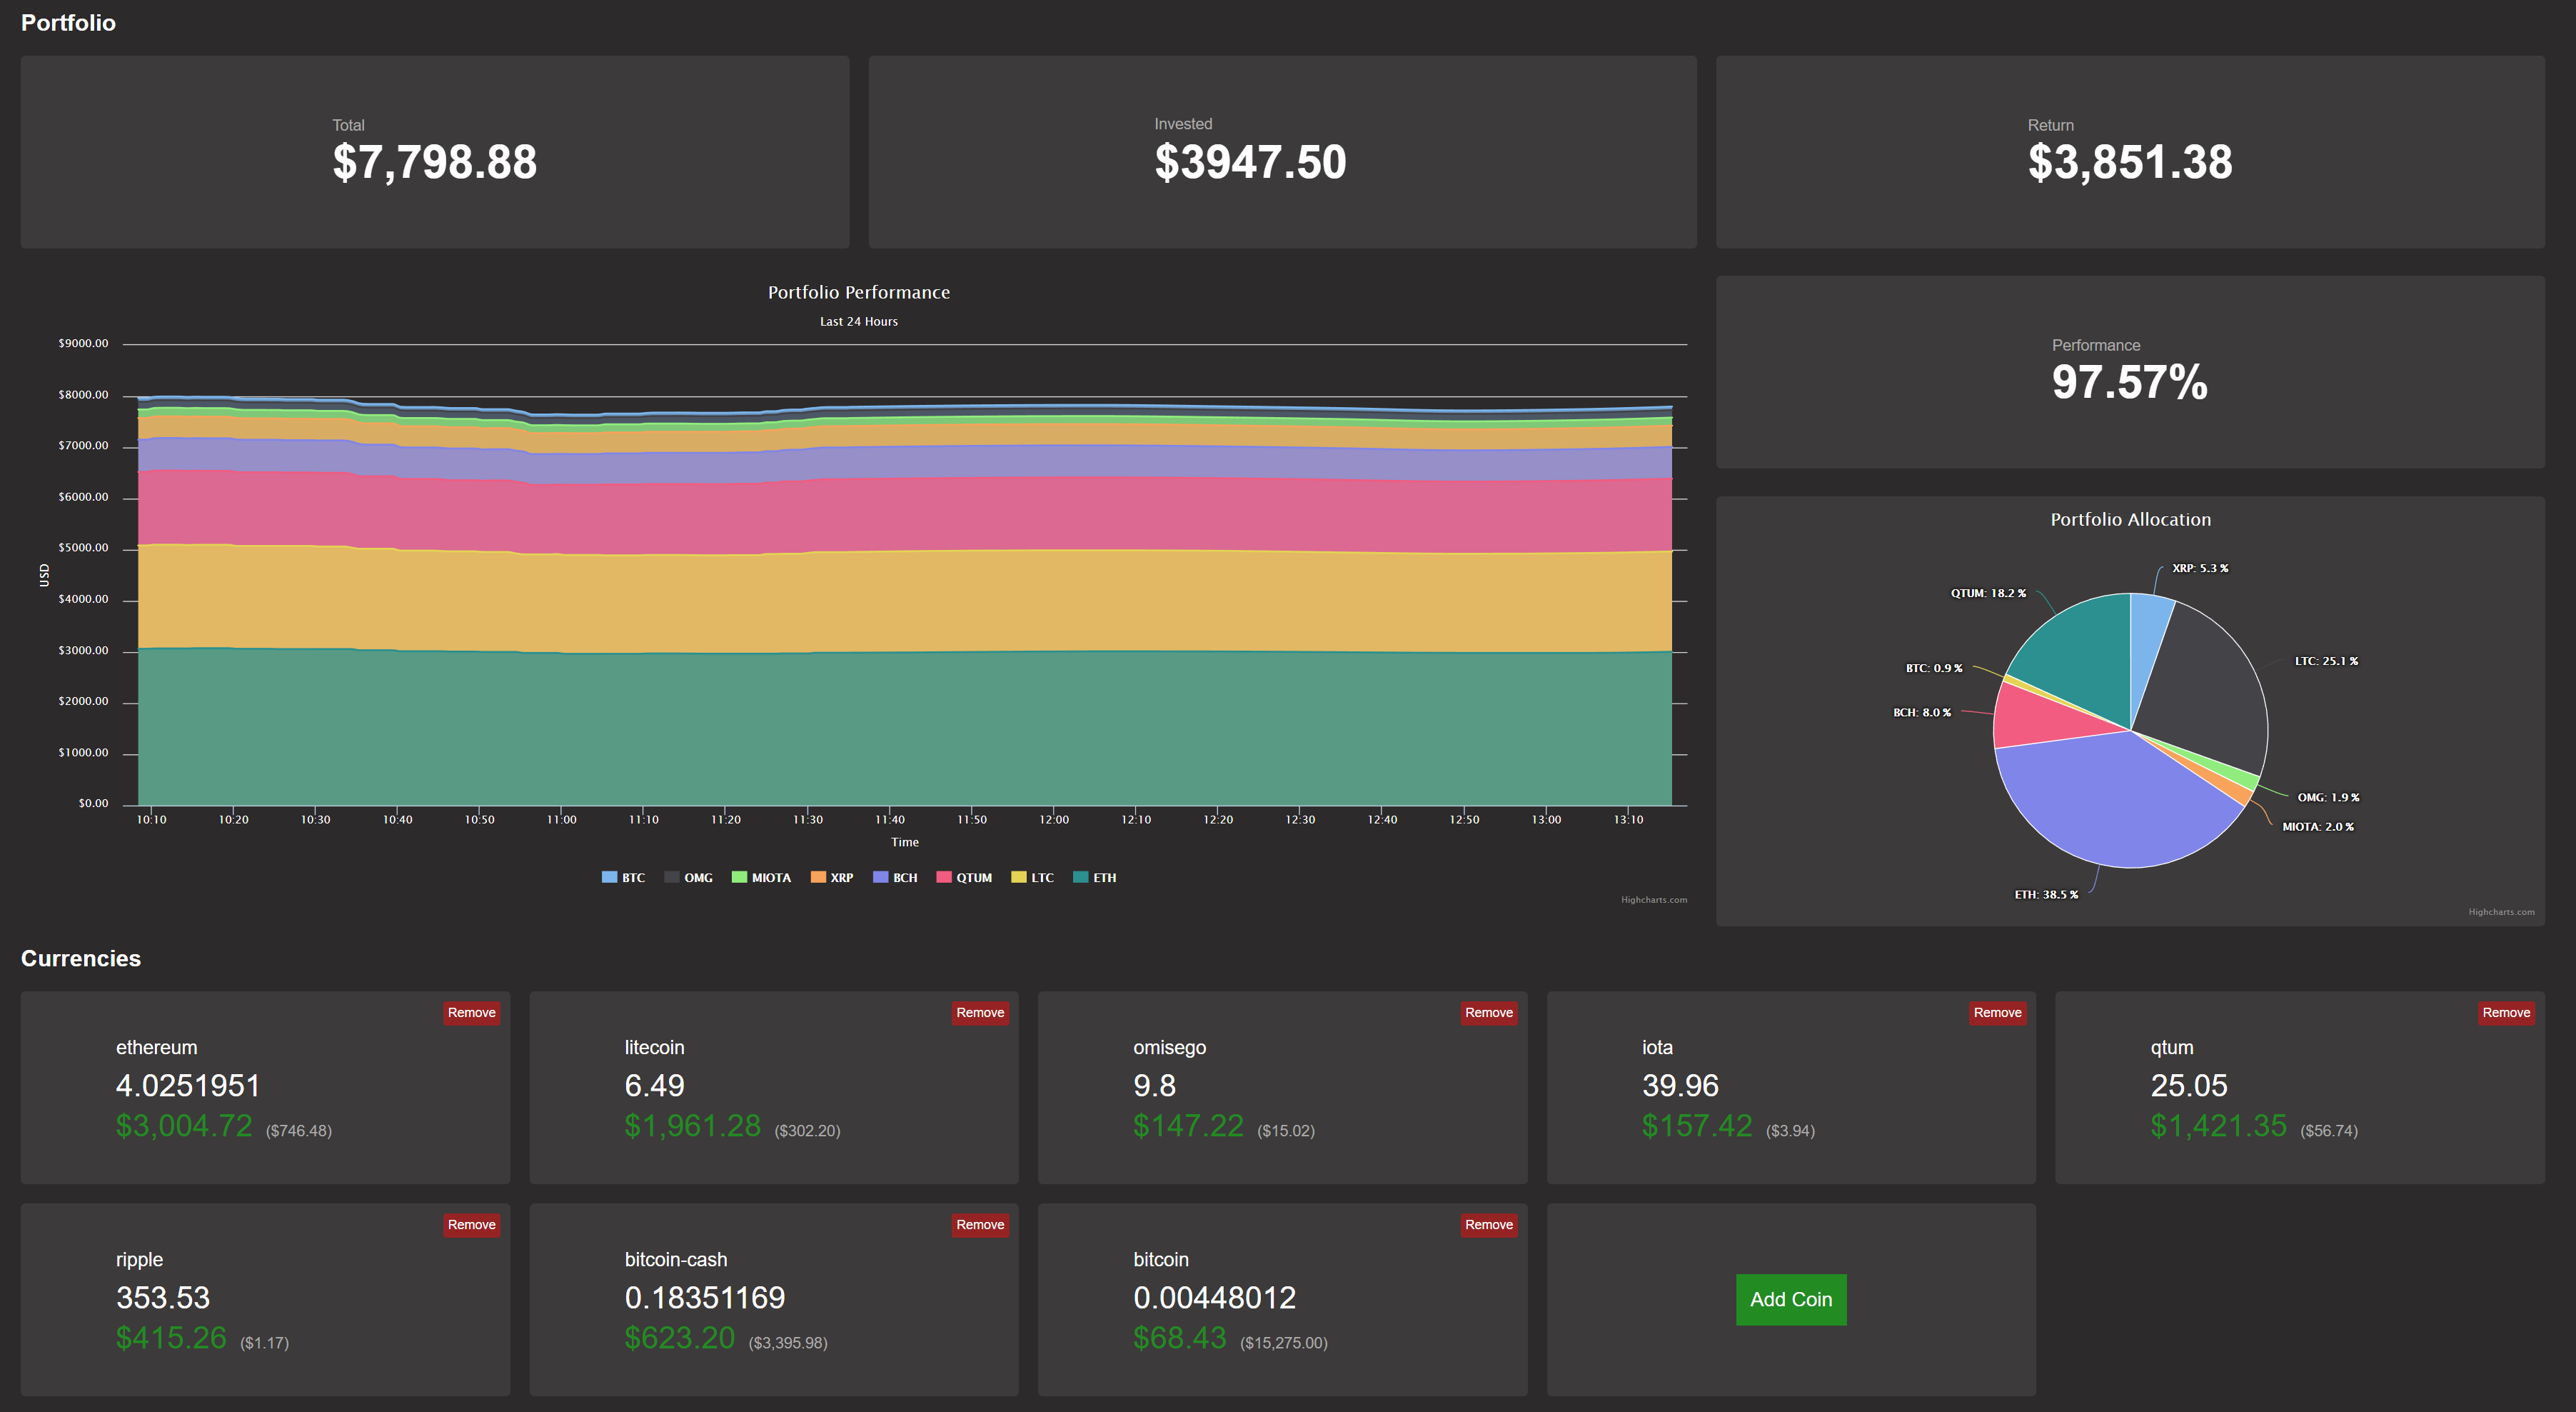 Portfolio
Total
$7,798.88
Invested
$3947.50
Return
$3,851.38
Portfolio Performance
Last 24 Hours
USD
$9000.00
$8000.00
$7000.00
$6000.00
$5000.00
$4000.00
$3000.00
$2000.00
$1000.00
$0.00
10:10 10:20 10:30 10:40 10:50 11:00 11:10 11:20 11:30 11:40 11:50 12:00 12:10 12:20 12:30 12:40 12:50 13:00 13:10
Time
BTC OMG MIOTA XRP BCH QTUM LTC ETH
Highcharts.com
Performance
97.57%
Portfolio Allocation
XRP: 5.3 %
QTUM: 18.2 %
LTC: 25.1 %
BTC: 0.9 %
BCH: 8.0 %
OMG: 1.9 %
MIOTA: 2.0 %
ETH: 38.5 %
Highcharts.com
Currencies
Remove
ethereum
4.0251951
$3,004.72 ($746.48)
Remove
litecoin
6.49
$1,961.28 ($302.20)
Remove
omisego
9.8
$147.22 ($15.02)
Remove
iota
39.96
$157.42 ($3.94)
Remove
qtum
25.05
$1,421.35 ($56.74)
Remove
ripple
353.53
$415.26 ($1.17)
Remove
bitcoin-cash
0.18351169
$623.20 ($3,395.98)
Remove
bitcoin
0.00448012
$68.43 ($15,275.00)
Add Coin